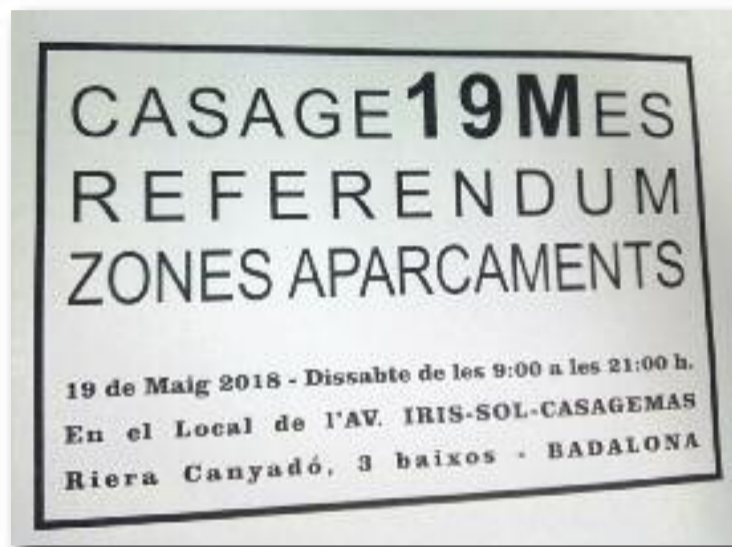 CASAGE19MES
REFERENDUM
ZONES APARCAMENTS
19 de Maig 2018 - Dissabte de les 9:00 a les 21:00 h.
En el Local de l'AV. IRIS-SOL-CASAGEMAS
Riera Canyadó, 3 baixos - BADALONA